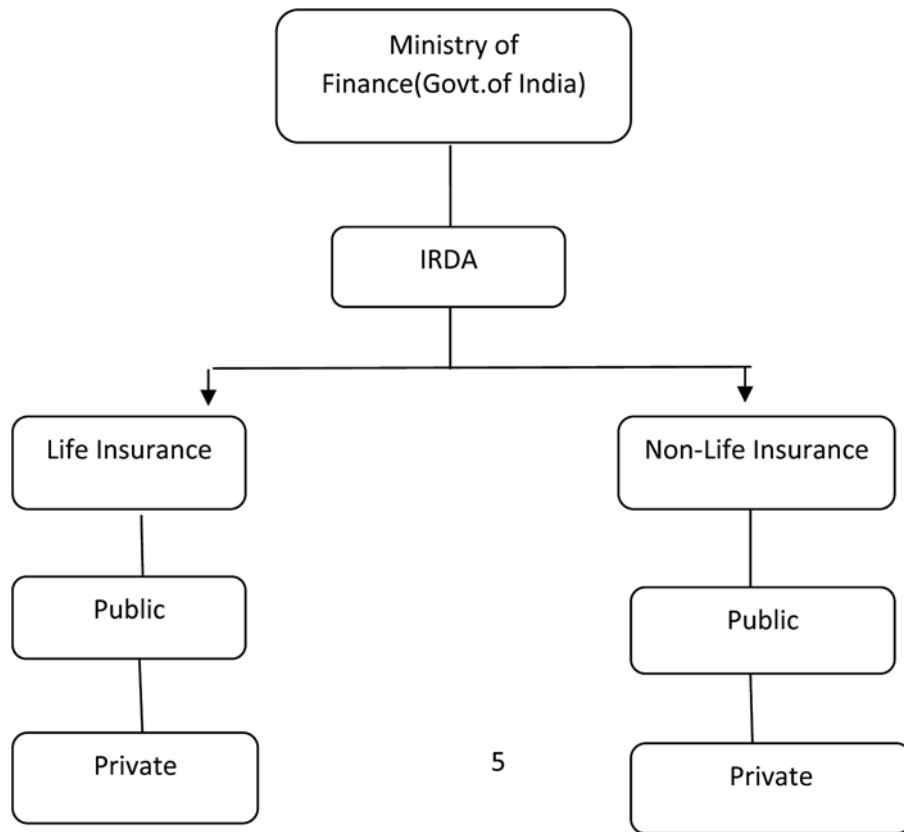 Ministry of
Finance(Govt.of India)
IRDA
Life Insurance
Non-Life Insurance
Public
Public
Private
5
Private